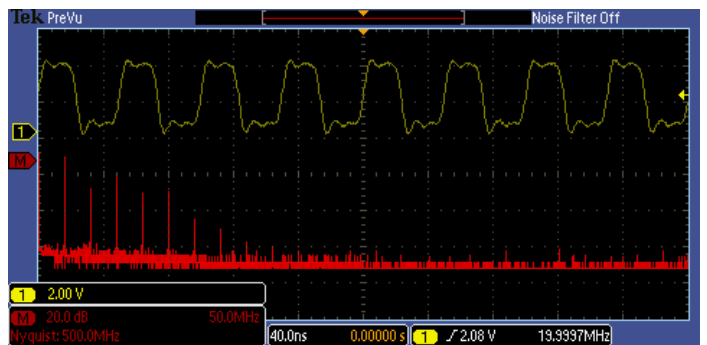 Tek PreVu Noise Filter Off
1
M
1 2.00 V
M 20.0 dB 50.0MHz
Nyquist: 500.0MHz
40.0ns 0.00000 s 1 2.08 V 19.9997MHz